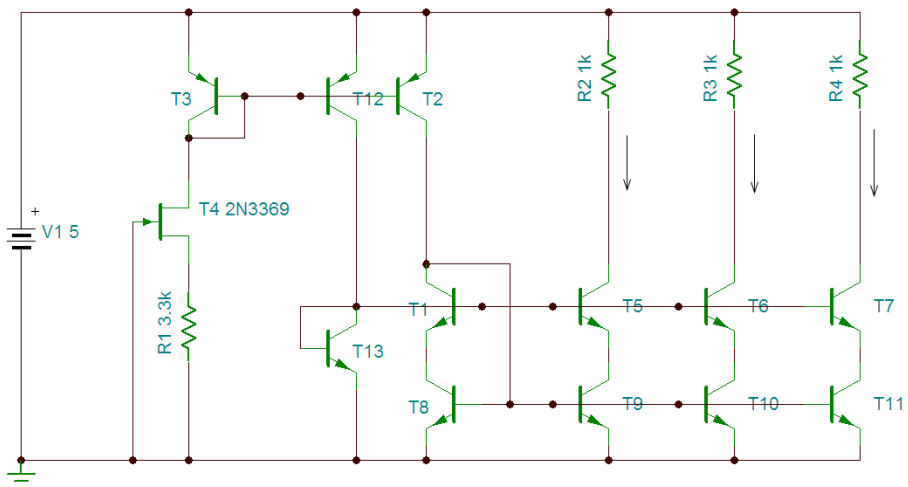 T3
T12
T2
R2 1k
R3 1k
R4 1k
T4 2N3369
+
V1 5
R1 3.3k
T1
T5
T6
T7
T13
T8
T9
T10
T11